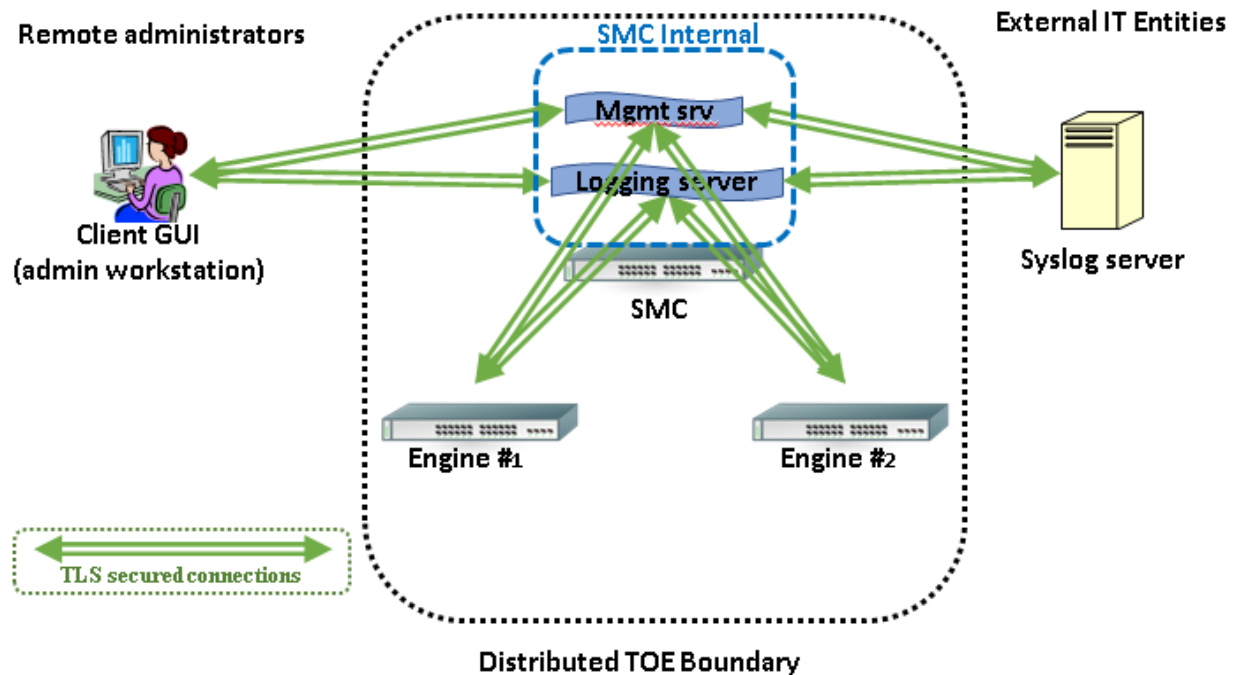 Remote administrators
External IT Entities
SMC Internal
Mgmt srv
Logging server
Client GUI
(admin workstation)
Syslog server
SMC
Engine #1
Engine #2
TLS secured connections
Distributed TOE Boundary